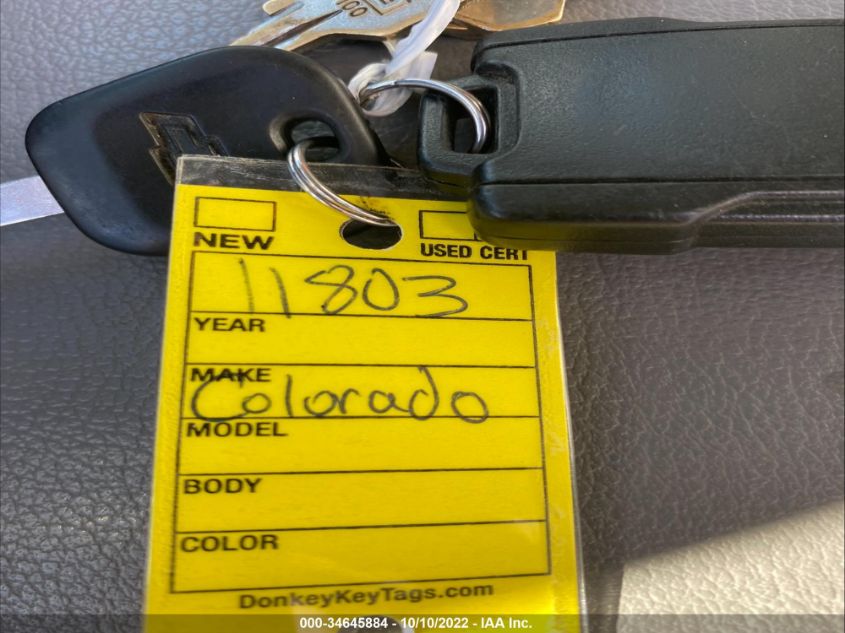 NEW
USED CERT
11803
YEAR
MAKE
Colorado
MODEL
BODY
COLOR
DonkeyKeyTags.com
000-34645884 - 10/10/2022 - IAA Inc.